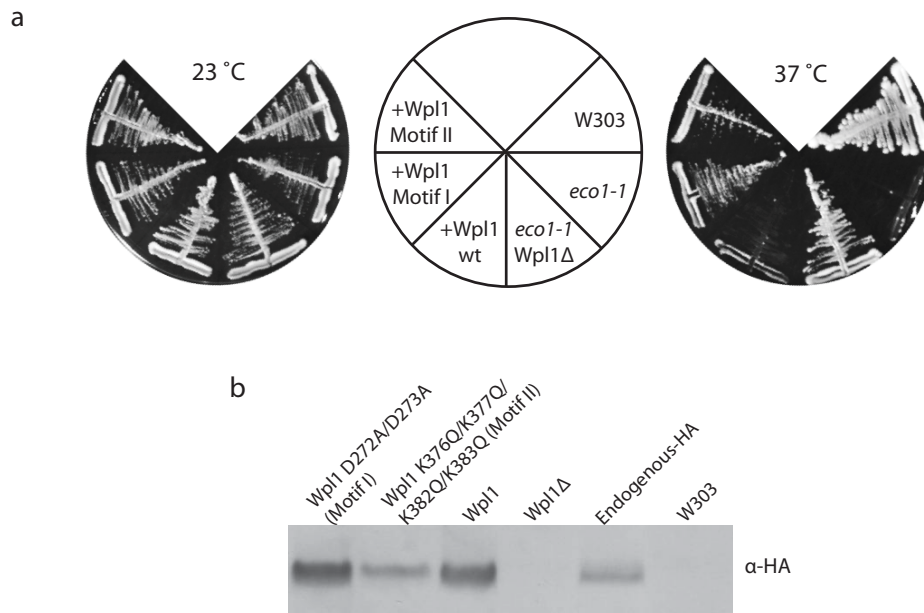 a
23 ˚C
+Wpl1
Motif II
W303
+Wpl1
Motif I
eco1-1
+Wpl1
wt
eco1-1
Wpl1Δ
37 ˚C
b
Wpl1 D272A/D273A
(Motif I)
Wpl1 K376Q/K377Q/
K382Q/K383Q (Motif II)
Wpl1
Wpl1Δ
Endogenous-HA
W303
α-HA